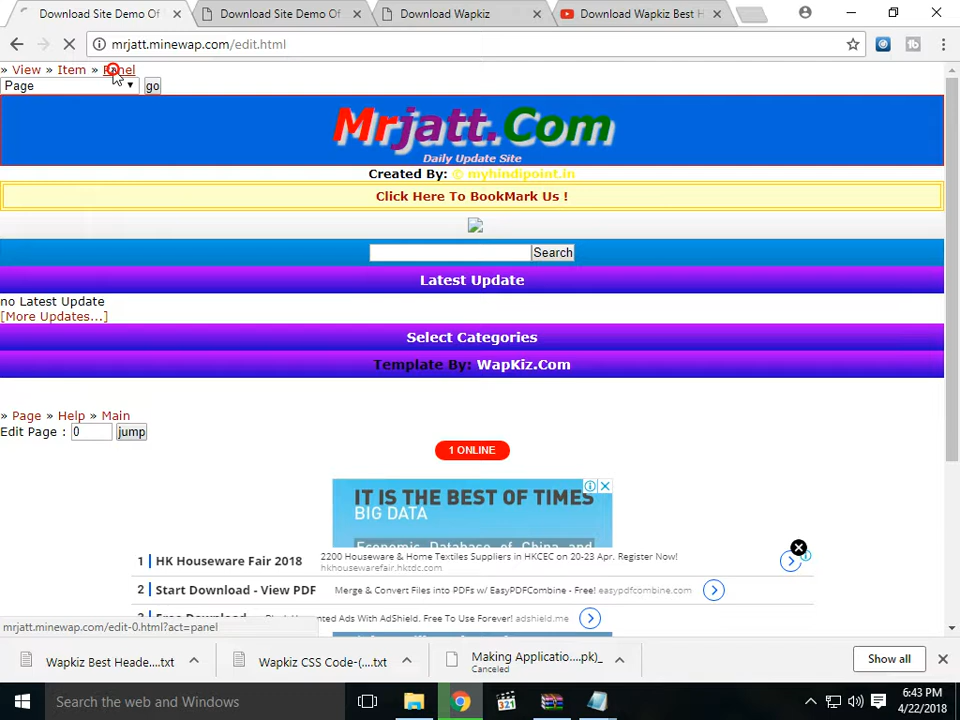 Download Site Demo Of
Download Site Demo Of
Download Wapkiz
Download Wapkiz Best H
mrjatt.minewap.com/edit.html
» View » Item » Panel
Page
go
Mrjatt.Com
Daily Update Site
Created By: © myhindipoint.in
Click Here To BookMark Us !
Search
Latest Update
no Latest Update
[More Updates...]
Select Categories
Template By: WapKiz.Com
» Page » Help » Main
Edit Page : 0 jump
1 ONLINE
IT IS THE BEST OF TIMES
BIG DATA
Economic Database of China and
1 HK Houseware Fair 2018
2200 Houseware & Home Textiles Suppliers in HKCEC on 20-23 Apr. Register Now!
hkhousewarefair.hktdc.com
2 Start Download - View PDF
Merge & Convert Files into PDFs w/ EasyPDFCombine - Free! easypdfcombine.com
Ads With AdShield. Free To Use Forever! adshield.me
mrjatt.minewap.com/edit-0.html?act=panel
Wapkiz Best Heade....txt
Wapkiz CSS Code-(....txt
Making Applicatio....pk)_
Canceled
Show all
Search the web and Windows
321
6:43 PM
4/22/2018